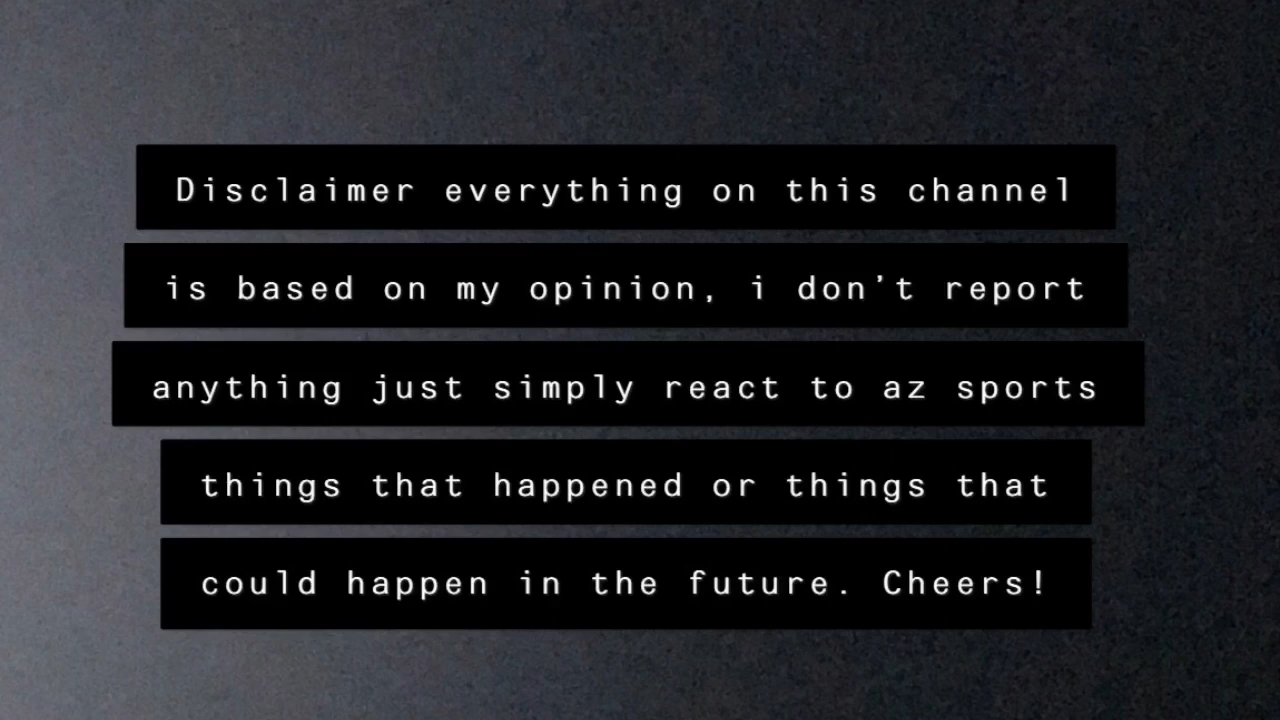 Disclaimer everything on this channel
is based on my opinion, i don’t report
anything just simply react to az sports
things that happened or things that
could happen in the future. Cheers!